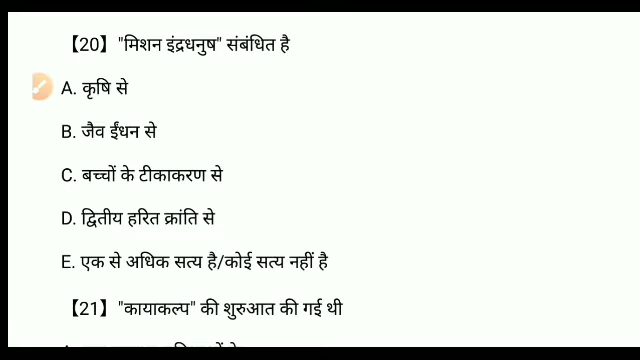 【20】 "मिशन इंद्रधनुष" संबंधित है
A. कृषि से
B. जैव ईंधन से
C. बच्चों के टीकाकरण से
D. द्वितीय हरित क्रांति से
E. एक से अधिक सत्य है/कोई सत्य नहीं है
【21】 "कायाकल्प" की शुरुआत की गई थी